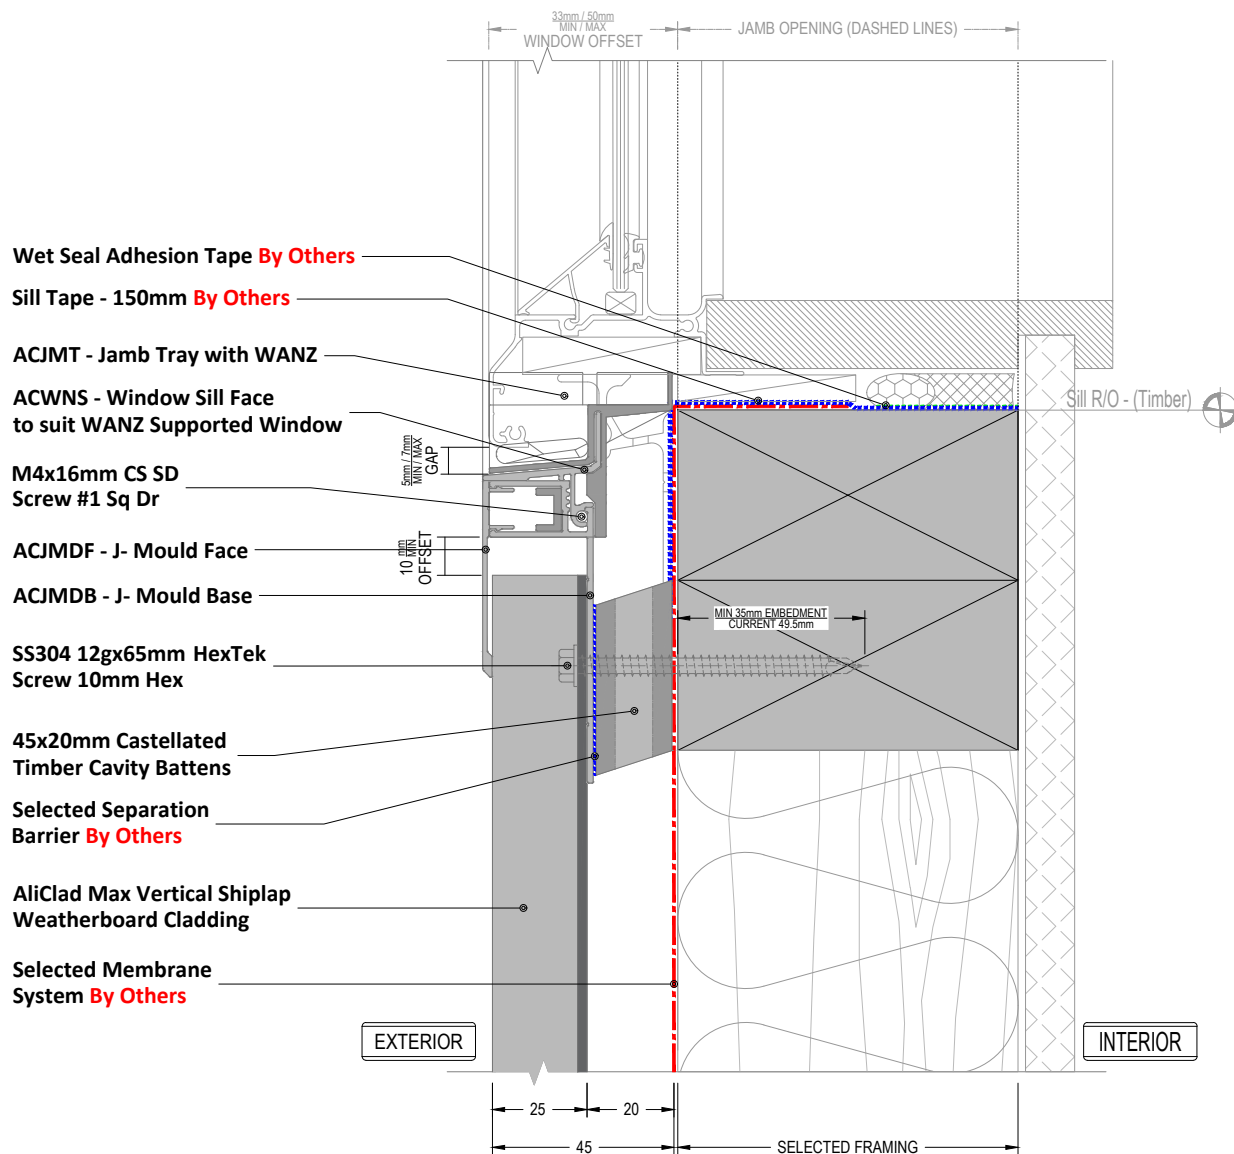 33mm / 50mm
MIN / MAX
WINDOW OFFSET
JAMB OPENING (DASHED LINES)
Wet Seal Adhesion Tape By Others
Sill Tape - 150mm By Others
ACJMT - Jamb Tray with WANZ
ACWNS - Window Sill Face
to suit WANZ Supported Window
M4x16mm CS SD
Screw #1 Sq Dr
ACJMDF - J- Mould Face
ACJMDB - J- Mould Base
SS304 12gx65mm HexTek
Screw 10mm Hex
45x20mm Castellated
Timber Cavity Battens
Selected Separation
Barrier By Others
AliClad Max Vertical Shiplap
Weatherboard Cladding
Selected Membrane
System By Others
5mm / 7mm
MIN / MAX
GAP
10 mm
MIN
OFFSET
Sill R/O - (Timber)
MIN 35mm EMBEDMENT
CURRENT 49.5mm
EXTERIOR
INTERIOR
25
20
45
SELECTED FRAMING